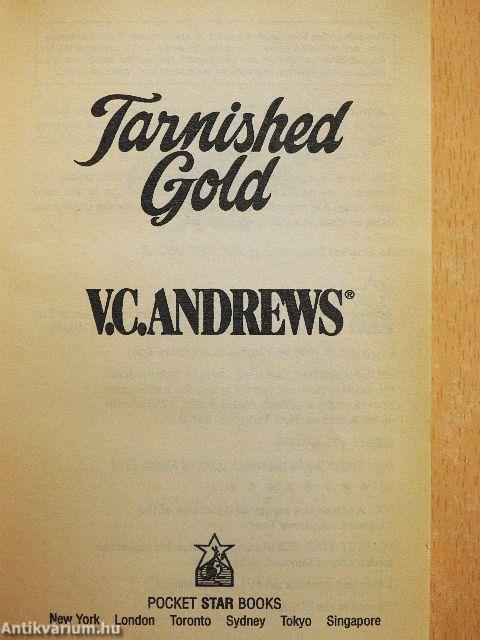 Tarnished
Gold
V.C. ANDREWS®
POCKET STAR BOOKS
New York London Toronto Sydney Tokyo Singapore
Antikvarium.hu